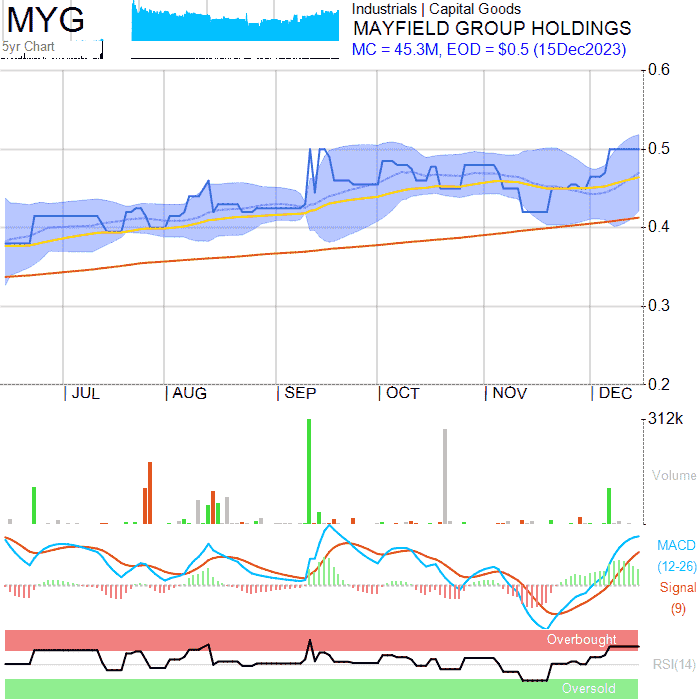 MYG
5yr Chart
Industrials | Capital Goods
MAYFIELD GROUP HOLDINGS
MC = 45.3M, EOD = $0.5 (15Dec2023)
0.6
0.5
0.4
0.3
0.2
| JUL | AUG | SEP | OCT | NOV | DEC
312k
Volume
MACD
(12-26)
Signal
(9)
Overbought
RSI(14)
Oversold